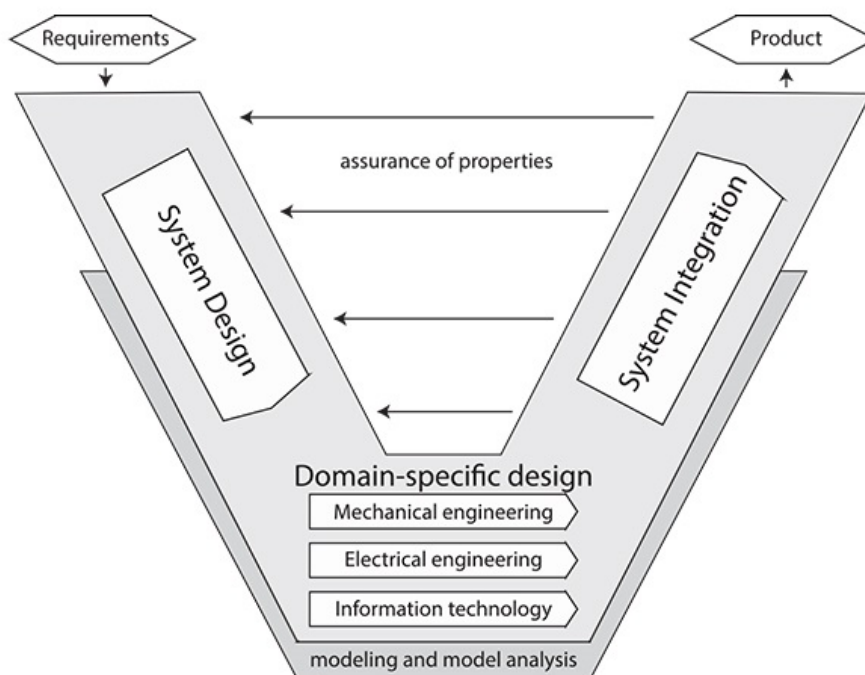 Requirements
Product
assurance of properties
System Design
System Integration
Domain-specific design
Mechanical engineering
Electrical engineering
Information technology
modeling and model analysis